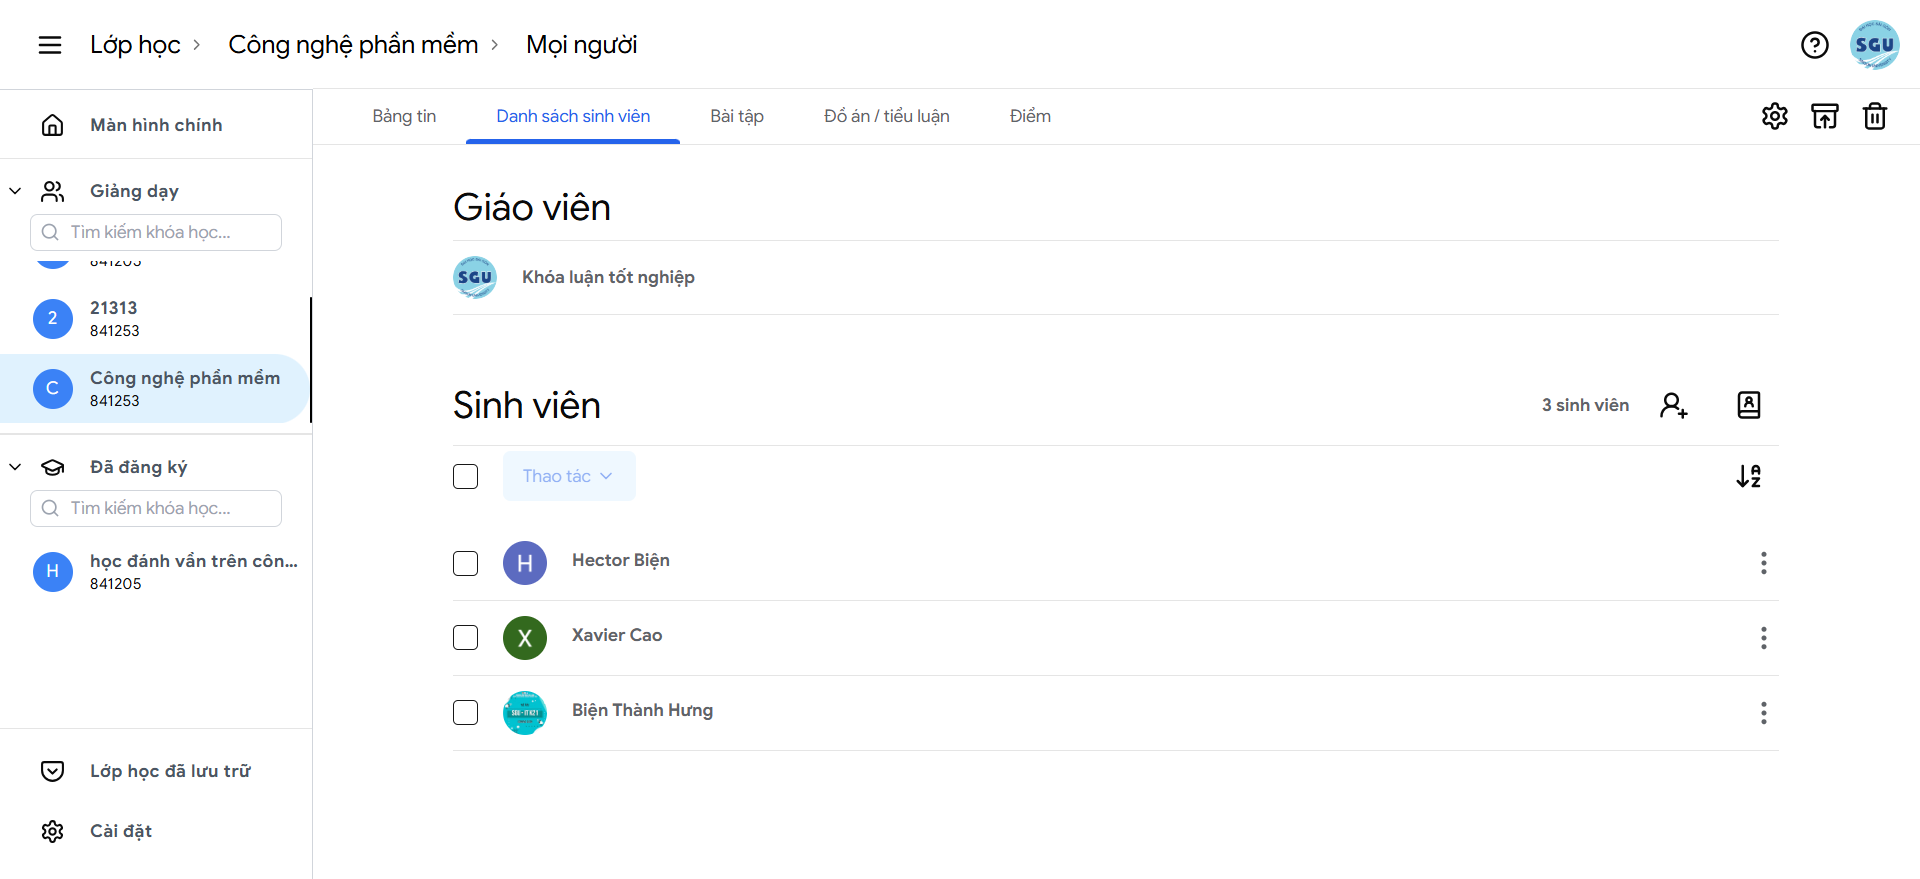 Lớp học
Công nghệ phần mềm
Mọi người
SGU
Màn hình chính
Giảng dạy
Tìm kiếm khóa học...
841205
2
21313
841253
C
Công nghệ phần mềm
841253
Đã đăng ký
Tìm kiếm khóa học...
H
học đánh vần trên côn...
841205
Lớp học đã lưu trữ
Cài đặt
Bảng tin
Danh sách sinh viên
Bài tập
Đồ án / tiểu luận
Điểm
Giáo viên
SGU
Khóa luận tốt nghiệp
Sinh viên
3 sinh viên
Thao tác
H
Hector Biện
X
Xavier Cao
Biện Thành Hưng